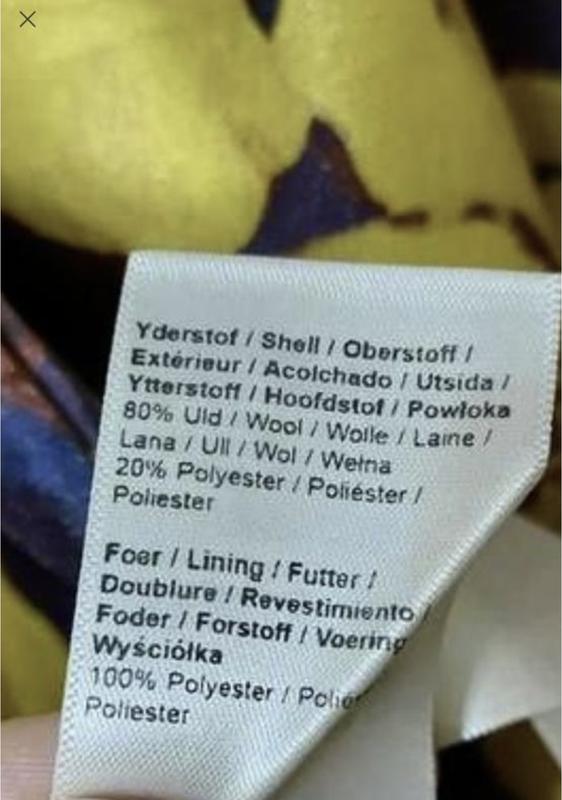 Yderstof / Shell / Oberstoff /
Extérieur / Acolchado / Utsida /
Ytterstoff / Hoofdstof / Powłoka
80% Uld / Wool / Wolle / Laine /
Lana / Ull / Wol / Wełna
20% Polyester / Poliéster /
Poliester
Foer / Lining / Futter /
Doublure / Revestimiento /
Foder / Forstoff / Voering
Wyściółka
100% Polyester /
Poliester